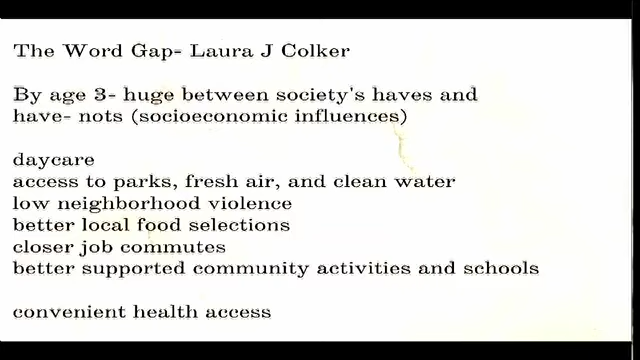 The Word Gap- Laura J Colker
By age 3- huge between society's haves and
have- nots (socioeconomic influences)
daycare
access to parks, fresh air, and clean water
low neighborhood violence
better local food selections
closer job commutes
better supported community activities and schools
convenient health access